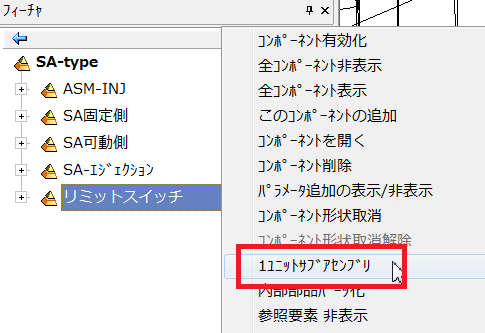 ﾌｨｰﾁｬ
SA-type
ASM-INJ
SA固定側
SA可動側
SA-ｴｼﾞｪｸｼｮﾝ
リミットスイッチ
ｺﾝﾎﾟｰﾈﾝﾄ有効化
全ｺﾝﾎﾟｰﾈﾝﾄ非表示
全ｺﾝﾎﾟｰﾈﾝﾄ表示
このｺﾝﾎﾟｰﾈﾝﾄの追加
ｺﾝﾎﾟｰﾈﾝﾄを開く
ｺﾝﾎﾟｰﾈﾝﾄ削除
ﾊﾟﾗﾒｰﾀ追加の表示/非表示
ｺﾝﾎﾟｰﾈﾝﾄ形状取消
ｺﾝﾎﾟｰﾈﾝﾄ形状取消解除
1ﾕﾆｯﾄｻﾌﾞｱｾﾝﾌﾞﾘ
内部部品ﾊﾟｰﾂ化
参照要素 非表示